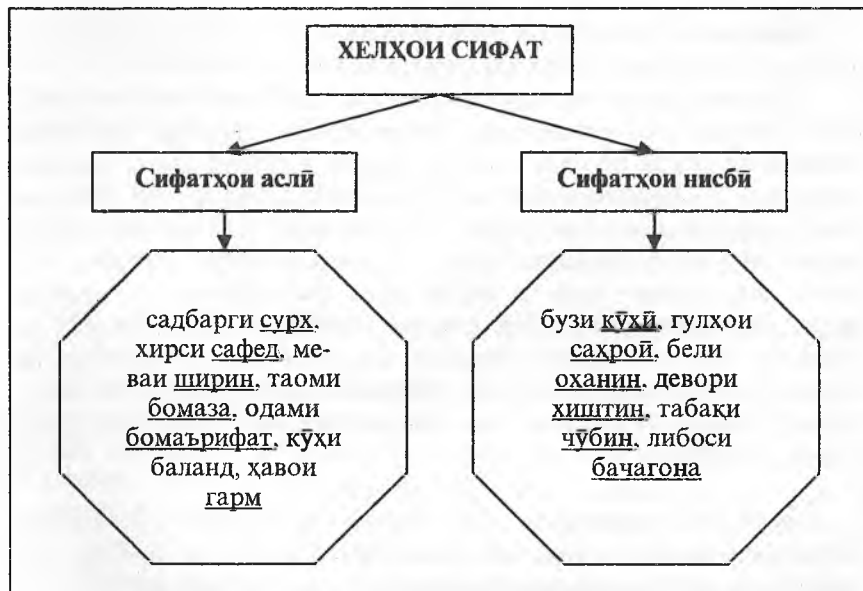 ХЕЛҲОИ СИФАТ
Сифатҳои аслӣ
Сифатҳои нисбӣ
садбарги сурх,
хирси сафед, ме-
ваи ширин, таоми
бомаза, одами
бомаърифат, кӯҳи
баланд, ҳавои
гарм
бузи кӯҳӣ, гулҳои
саҳроӣ, бели
оҳанин, девори
хиштин, табақи
чӯбин, либоси
бачагона